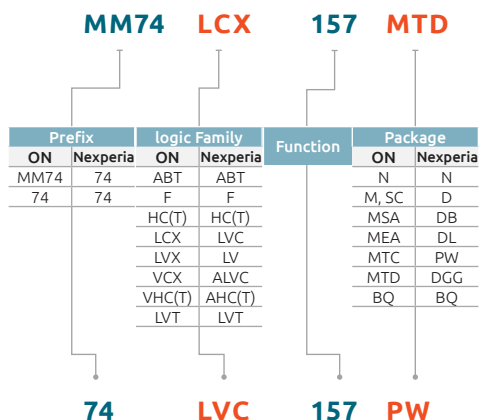 MM74 LCX 157 MTD
Prefix logic Family Function Package
ON Nexperia ON Nexperia ON Nexperia
MM74 74 ABT ABT N N
74 74 F F M, SC D
HC(T) HC(T) MSA DB
LCX LVC MEA DL
LVX LV MTC PW
VCX ALVC MTD DGG
VHC(T) AHC(T) BQ BQ
LVT LVT
74 LVC 157 PW